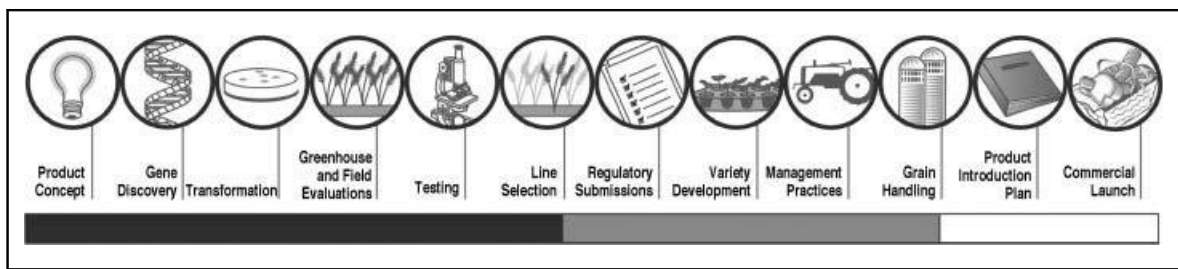 Product
Concept
Gene
Discovery
Transformation
Greenhouse
and Field
Evaluations
Testing
Line
Selection
Regulatory
Submissions
Variety
Development
Management
Practices
Grain
Handling
Product
Introduction
Plan
Commercial
Launch